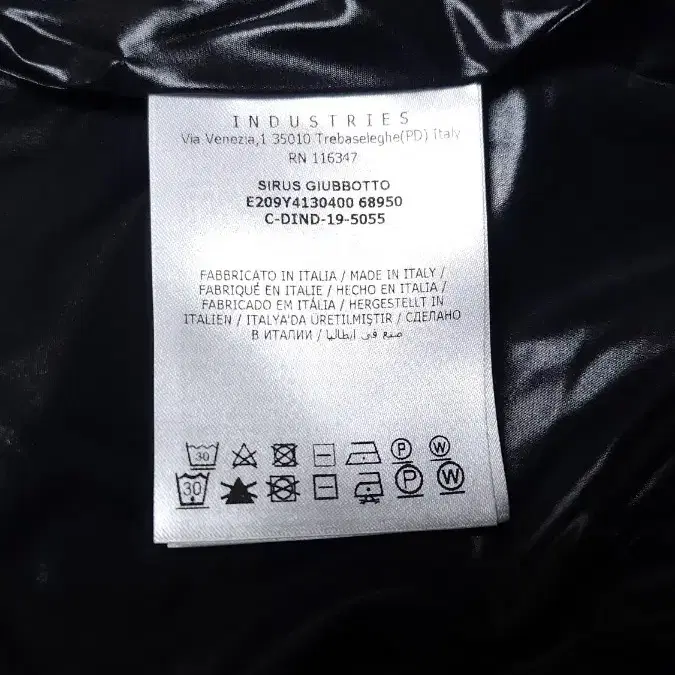 INDUSTRIES
Via Venezia,1 35010 Trebaseleghe(PD) Italy
RN 116347
SIRUS GIUBBOTTO
E209Y4130400 68950
C-DIND-19-5055
FABBRICATO IN ITALIA / MADE IN ITALY /
FABRIQUÉ EN ITALIE / HECHO EN ITALIA /
FABRICADO EM ITÁLIA / HERGESTELLT IN
ITALIEN / ITALYA'DA ÜRETILMIŞTIR / СДЕЛАНО
В ИТАЛИИ / صنع في ايطاليا
30 P W
30 P W